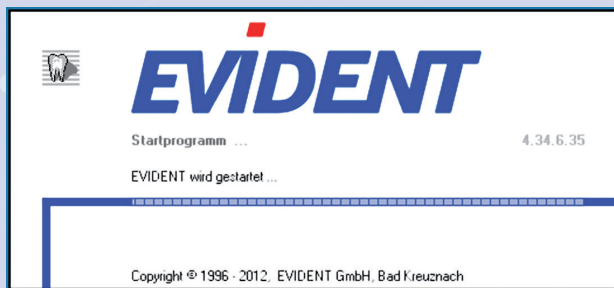 EVIDENT
Startprogramm ... 4.34.6.35
EVIDENT wird gestartet ...
Copyright © 1996 - 2012, EVIDENT GmbH, Bad Kreuznach